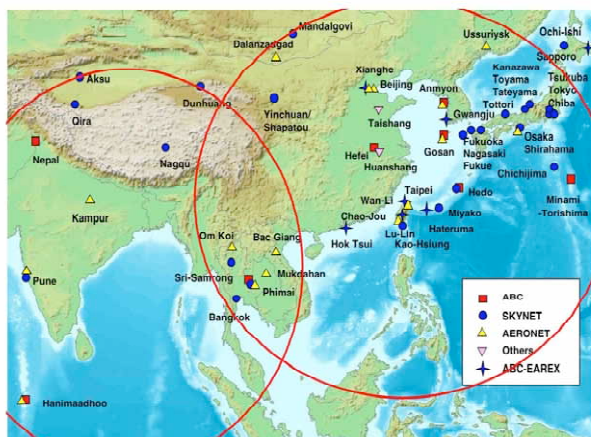 Mandalgovi
Dalanzadgad
Ussuriysk
Ochi-Ishi
Sapporo
Aksu
Dunhuang
Xianghe
Beijing
Anmyon
Kanazawa
Toyama
Tateyama
Tsukuba
Tokyo
Chiba
Qira
Yinchuan/
Shapatou
Taishang
Gwangju
Tottori
Nepal
Nagqu
Hefei
Huanshang
Gosan
Fukuoka
Nagasaki
Fukue
Osaka
Shirahama
Chichijima
Kampur
Wan-Li
Taipei
Hedo
Minami
-Torishima
Chao-Jou
Miyako
Om Koi
Bac Giang
Hok Tsui
Lu-Lin
Kao-Hsiung
Hateruma
Pune
Sri-Samrong
Mukdahan
Phimai
Bangkok
Hanimaadhoo
ABC
SKYNET
AERONET
Others
ABC-EAREX